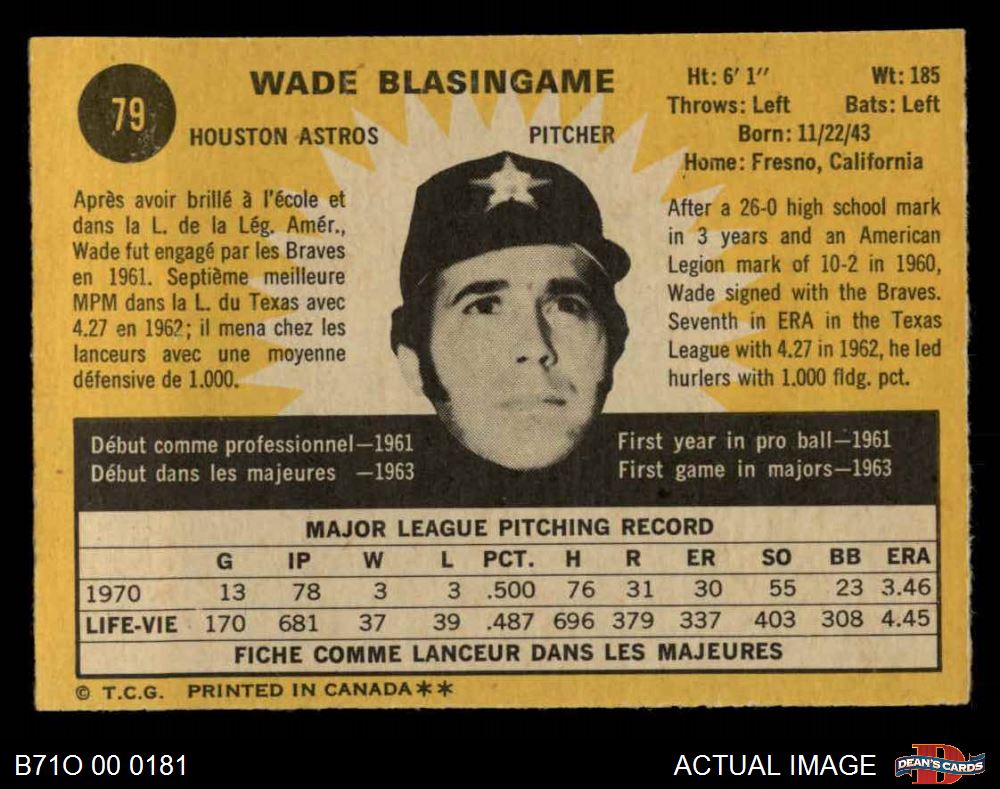 79
WADE BLASINGAME
HOUSTON ASTROS PITCHER
Ht: 6' 1" Wt: 185
Throws: Left Bats: Left
Born: 11/22/43
Home: Fresno, California
Après avoir brillé à l'école et
dans la L. de la Lég. Amér.,
Wade fut engagé par les Braves
en 1961. Septième meilleure
MPM dans la L. du Texas avec
4.27 en 1962; il mena chez les
lanceurs avec une moyenne
défensive de 1.000.
After a 26-0 high school mark
in 3 years and an American
Legion mark of 10-2 in 1960,
Wade signed with the Braves.
Seventh in ERA in the Texas
League with 4.27 in 1962, he led
hurlers with 1.000 fldg. pct.
Début comme professionnel—1961
Début dans les majeures —1963
First year in pro ball—1961
First game in majors—1963
MAJOR LEAGUE PITCHING RECORD
G IP W L PCT. H R ER SO BB ERA
1970 13 78 3 3 .500 76 31 30 55 23 3.46
LIFE-VIE 170 681 37 39 .487 696 379 337 403 308 4.45
FICHE COMME LANCEUR DANS LES MAJEURES
© T.C.G. PRINTED IN CANADA**
B71O 00 0181 ACTUAL IMAGE
D
DEAN'S CARDS